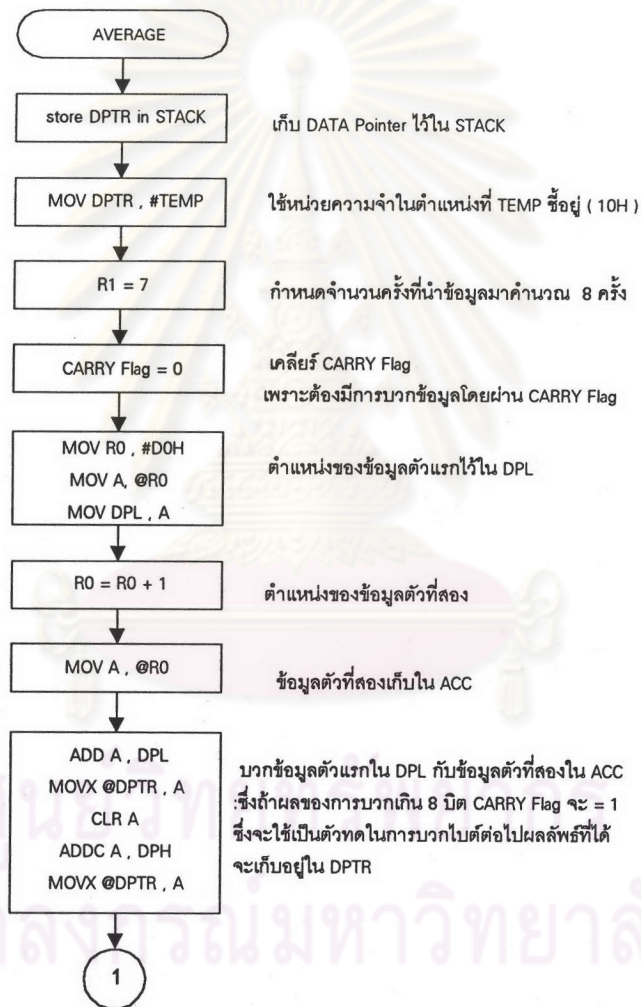 AVERAGE
store DPTR in STACK
เก็บ DATA Pointer ไว้ใน STACK
MOV DPTR , #TEMP
ใช้หน่วยความจำในตำแหน่งที่ TEMP ชี้อยู่ ( 10H )
R1 = 7
กำหนดจำนวนครั้งที่นำข้อมูลมาคำนวณ 8 ครั้ง
CARRY Flag = 0
เคลียร์ CARRY Flag
เพราะต้องมีการบวกข้อมูลโดยผ่าน CARRY Flag
MOV R0 , #D0H
MOV A, @R0
MOV DPL , A
ตำแหน่งของข้อมูลตัวแรกไว้ใน DPL
R0 = R0 + 1
ตำแหน่งของข้อมูลตัวที่สอง
MOV A , @R0
ข้อมูลตัวที่สองเก็บใน ACC
ADD A , DPL
MOVX @DPTR , A
CLR A
ADDC A , DPH
MOVX @DPTR , A
บวกข้อมูลตัวแรกใน DPL กับข้อมูลตัวที่สองใน ACC
:ซึ่งถ้าผลของการบวกเกิน 8 บิต CARRY Flag จะ = 1
ซึ่งจะใช้เป็นตัวทดในการบวกไบต์ต่อไปผลลัพธ์ที่ได้
จะเก็บอยู่ใน DPTR
1